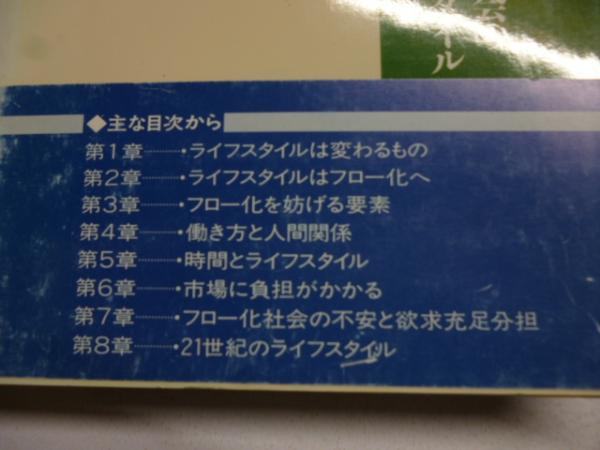 イル
◆主な目次から
第1章………・ライフスタイルは変わるもの
第2章………・ライフスタイルはフロー化へ
第3章………・フロー化を妨げる要素
第4章………・働き方と人間関係
第5章………・時間とライフスタイル
第6章………・市場に負担がかかる
第7章………・フロー化社会の不安と欲求充足分担
第8章………・21世紀のライフスタイル